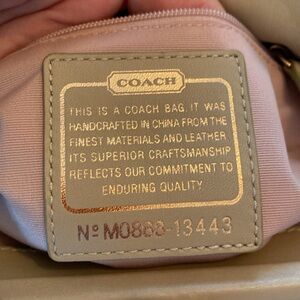 COACH
THIS IS A COACH BAG. IT WAS
HANDCRAFTED IN CHINA FROM THE
FINEST MATERIALS AND LEATHER.
ITS SUPERIOR CRAFTSMANSHIP
REFLECTS OUR COMMITMENT TO
ENDURING QUALITY.
Nº M0868-13443